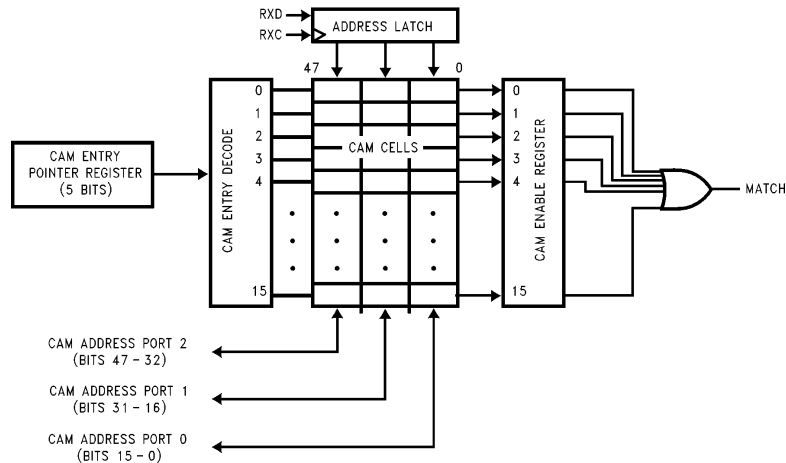 RXD
RXC
ADDRESS LATCH
47
0
CAM ENTRY
POINTER REGISTER
(5 BITS)
CAM ENTRY DECODE
0
1
2
3
4
15
CAM CELLS
CAM ENABLE REGISTER
0
1
2
3
4
15
MATCH
CAM ADDRESS PORT 2
(BITS 47 - 32)
CAM ADDRESS PORT 1
(BITS 31 - 16)
CAM ADDRESS PORT 0
(BITS 15 - 0)